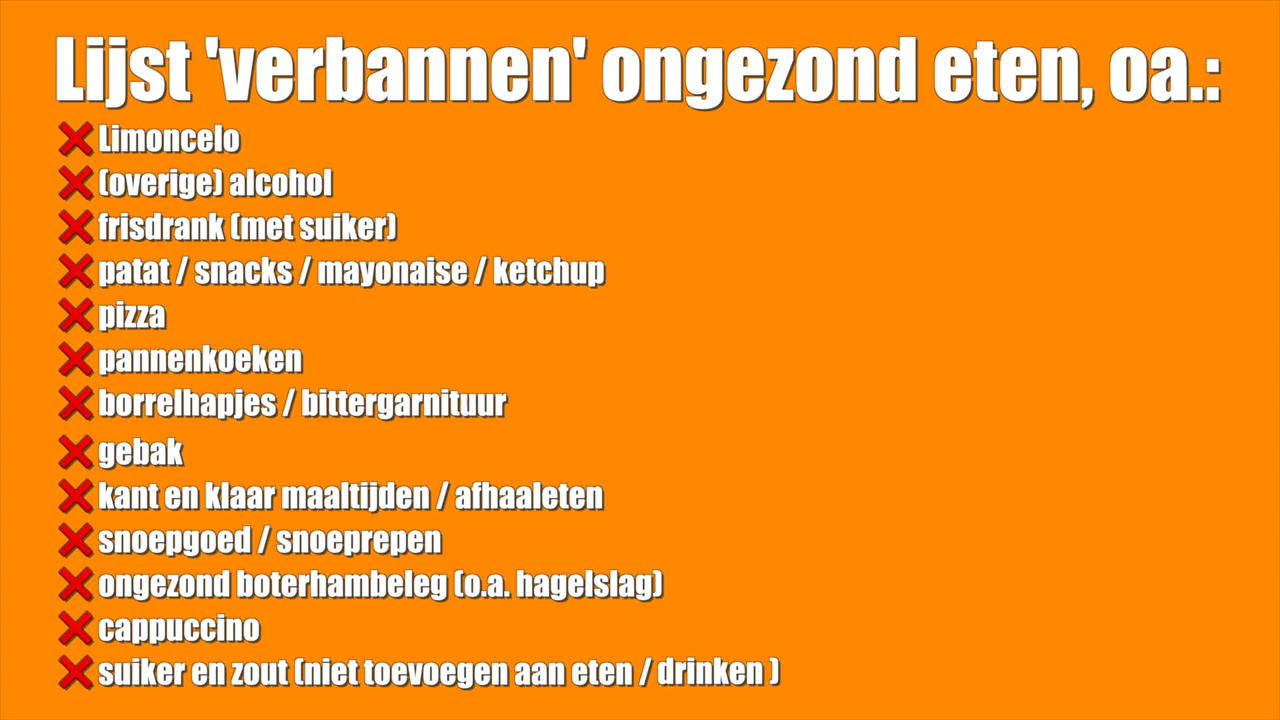 Lijst 'verbannen' ongezond eten, oa.:
❌ Limoncelo
❌ (overige) alcohol
❌ frisdrank (met suiker)
❌ patat / snacks / mayonaise / ketchup
❌ pizza
❌ pannenkoeken
❌ borrelhapjes / bittergarnituur
❌ gebak
❌ kant en klaar maaltijden / afhaaleten
❌ snoepgoed / snoeprepen
❌ ongezond boterhambeleg (o.a. hagelslag)
❌ cappuccino
❌ suiker en zout (niet toevoegen aan eten / drinken )